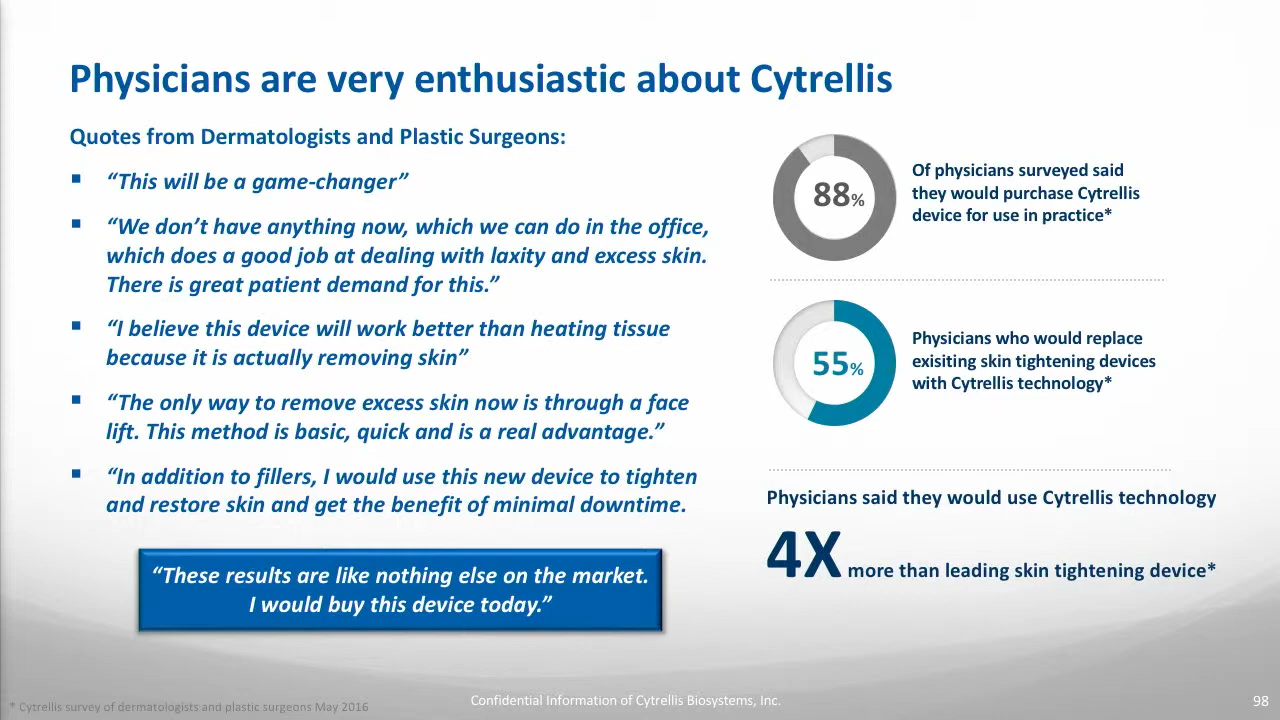 Physicians are very enthusiastic about Cytrellis
Quotes from Dermatologists and Plastic Surgeons:
▪ “This will be a game-changer”
▪ “We don’t have anything now, which we can do in the office,
which does a good job at dealing with laxity and excess skin.
There is great patient demand for this.”
▪ “I believe this device will work better than heating tissue
because it is actually removing skin”
▪ “The only way to remove excess skin now is through a face
lift. This method is basic, quick and is a real advantage.”
▪ “In addition to fillers, I would use this new device to tighten
and restore skin and get the benefit of minimal downtime.
“These results are like nothing else on the market.
I would buy this device today.”
88%
Of physicians surveyed said
they would purchase Cytrellis
device for use in practice*
55%
Physicians who would replace
exisiting skin tightening devices
with Cytrellis technology*
Physicians said they would use Cytrellis technology
4X more than leading skin tightening device*
* Cytrellis survey of dermatologists and plastic surgeons May 2016
Confidential Information of Cytrellis Biosystems, Inc.
98